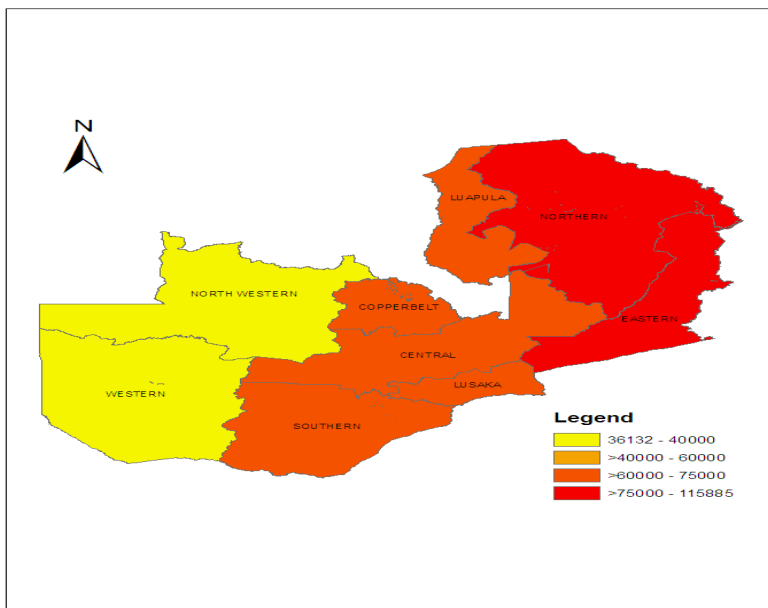 N
LUAPULA
NORTHERN
NORTH WESTERN
COPPERBELT
EASTERN
CENTRAL
LUSAKA
WESTERN
SOUTHERN
Legend
36132 - 40000
>40000 - 60000
>60000 - 75000
>75000 - 115885